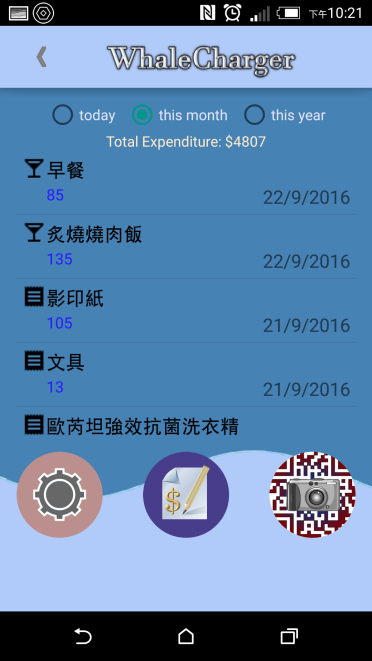 下午10:21
WhaleCharger
today this month this year
Total Expenditure: $4807
早餐
85 22/9/2016
炙燒燒肉飯
135 22/9/2016
影印紙
105 21/9/2016
文具
13 21/9/2016
歐芮坦強效抗菌洗衣精
$